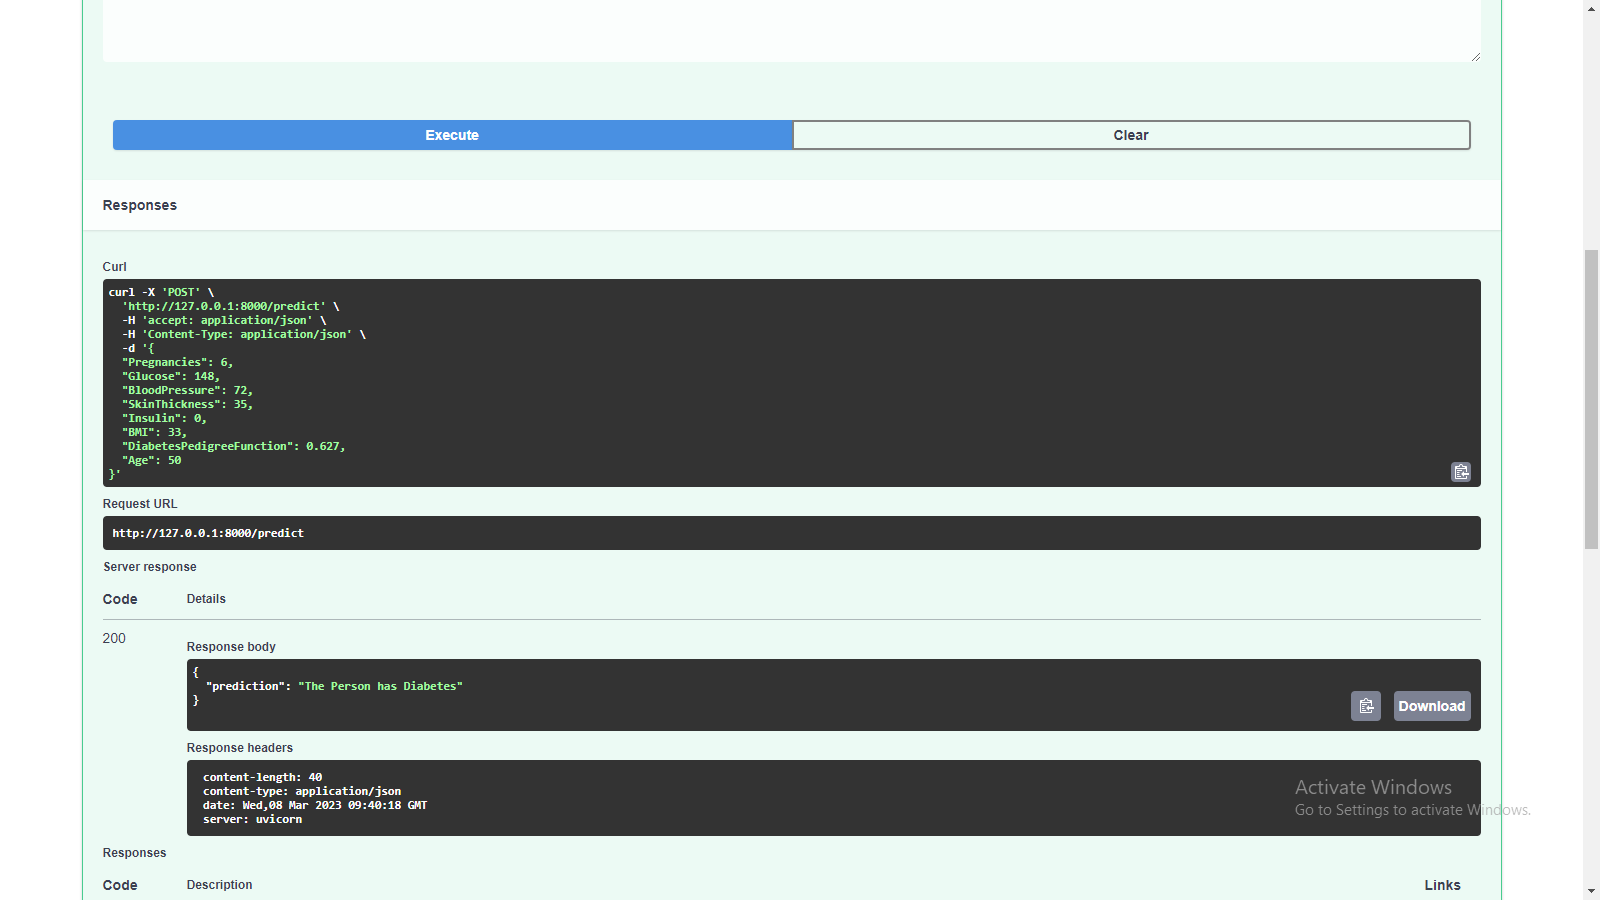 Execute
Clear
Responses
Curl
curl -X 'POST' \
'http://127.0.0.1:8000/predict' \
-H 'accept: application/json' \
-H 'Content-Type: application/json' \
-d '{
"Pregnancies": 6,
"Glucose": 148,
"BloodPressure": 72,
"SkinThickness": 35,
"Insulin": 0,
"BMI": 33,
"DiabetesPedigreeFunction": 0.627,
"Age": 50
}'
Request URL
http://127.0.0.1:8000/predict
Server response
Code Details
200
Response body
{
"prediction": "The Person has Diabetes"
}
Download
Response headers
content-length: 40
content-type: application/json
date: Wed,08 Mar 2023 09:40:18 GMT
server: uvicorn
Activate Windows
Go to Settings to activate Windows.
Responses
Code Description Links